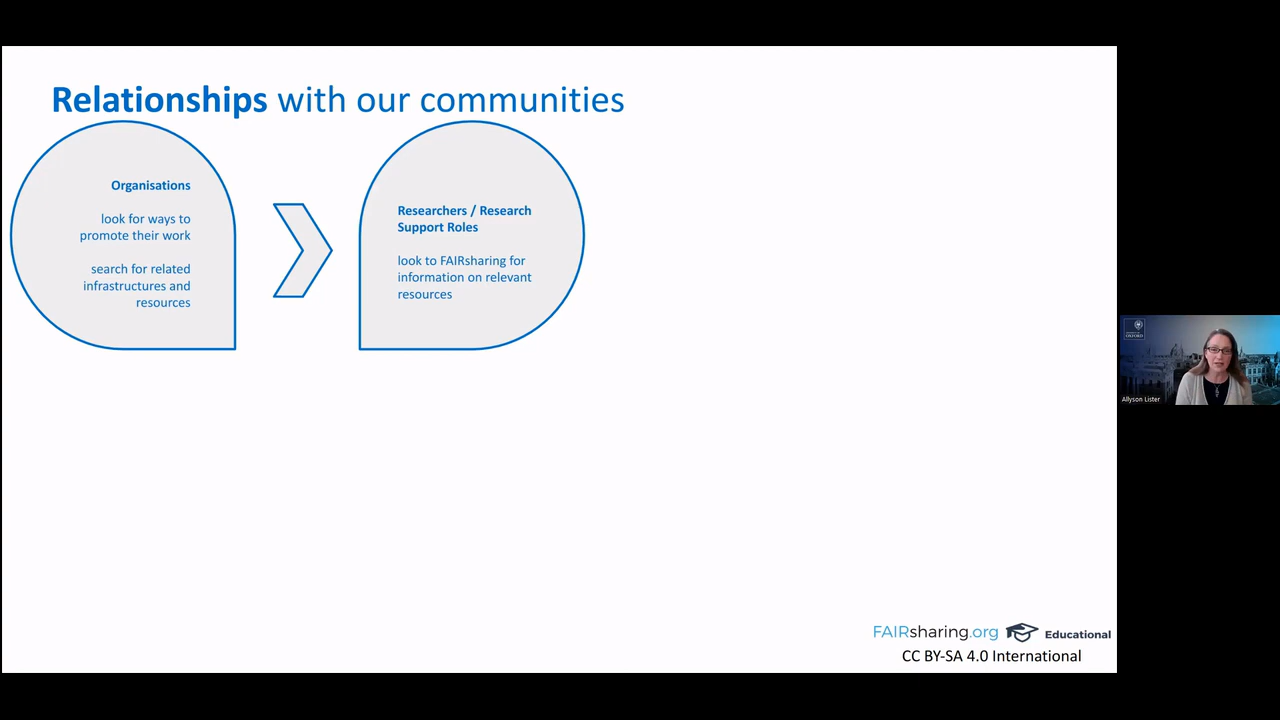 Relationships with our communities
Organisations
look for ways to
promote their work
search for related
infrastructures and
resources
Researchers / Research
Support Roles
look to FAIRsharing for
information on relevant
resources
OXFORD
Allyson Lister
FAIRsharing.org Educational
CC BY-SA 4.0 International